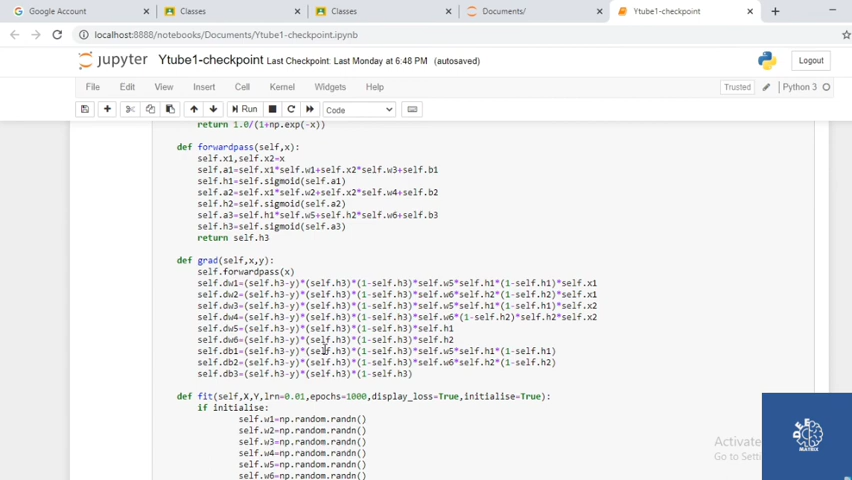 Google Account
Classes
Classes
Documents/
Ytube1-checkpoint
localhost:8888/notebooks/Documents/Ytube1-checkpoint.ipynb
jupyter Ytube1-checkpoint Last Checkpoint: Last Monday at 6:48 PM (autosaved)
Logout
File Edit View Insert Cell Kernel Widgets Help
Trusted Python 3
Run Code
return 1.0/(1+np.exp(-x))
def forwardpass(self,x):
self.x1,self.x2=x
self.a1=self.x1*self.w1+self.x2*self.w3+self.b1
self.h1=self.sigmoid(self.a1)
self.a2=self.x1*self.w2+self.x2*self.w4+self.b2
self.h2=self.sigmoid(self.a2)
self.a3=self.h1*self.w5+self.h2*self.w6+self.b3
self.h3=self.sigmoid(self.a3)
return self.h3
def grad(self,x,y):
self.forwardpass(x)
self.dw1=(self.h3-y)*(self.h3)*(1-self.h3)*self.w5*self.h1*(1-self.h1)*self.x1
self.dw2=(self.h3-y)*(self.h3)*(1-self.h3)*self.w6*self.h2*(1-self.h2)*self.x1
self.dw3=(self.h3-y)*(self.h3)*(1-self.h3)*self.w5*self.h1*(1-self.h1)*self.x2
self.dw4=(self.h3-y)*(self.h3)*(1-self.h3)*self.w6*(1-self.h2)*self.h2*self.x2
self.dw5=(self.h3-y)*(self.h3)*(1-self.h3)*self.h1
self.dw6=(self.h3-y)*(self.h3)*(1-self.h3)*self.h2
self.db1=(self.h3-y)*(self.h3)*(1-self.h3)*self.w5*self.h1*(1-self.h1)
self.db2=(self.h3-y)*(self.h3)*(1-self.h3)*self.w6*self.h2*(1-self.h2)
self.db3=(self.h3-y)*(self.h3)*(1-self.h3)
def fit(self,X,Y,lrn=0.01,epochs=1000,display_loss=True,initialise=True):
if initialise:
self.w1=np.random.randn()
self.w2=np.random.randn()
self.w3=np.random.randn()
self.w4=np.random.randn()
self.w5=np.random.randn()
self.w6=np.random.randn()
Activate
Go to Setti
DEE
MATRIX